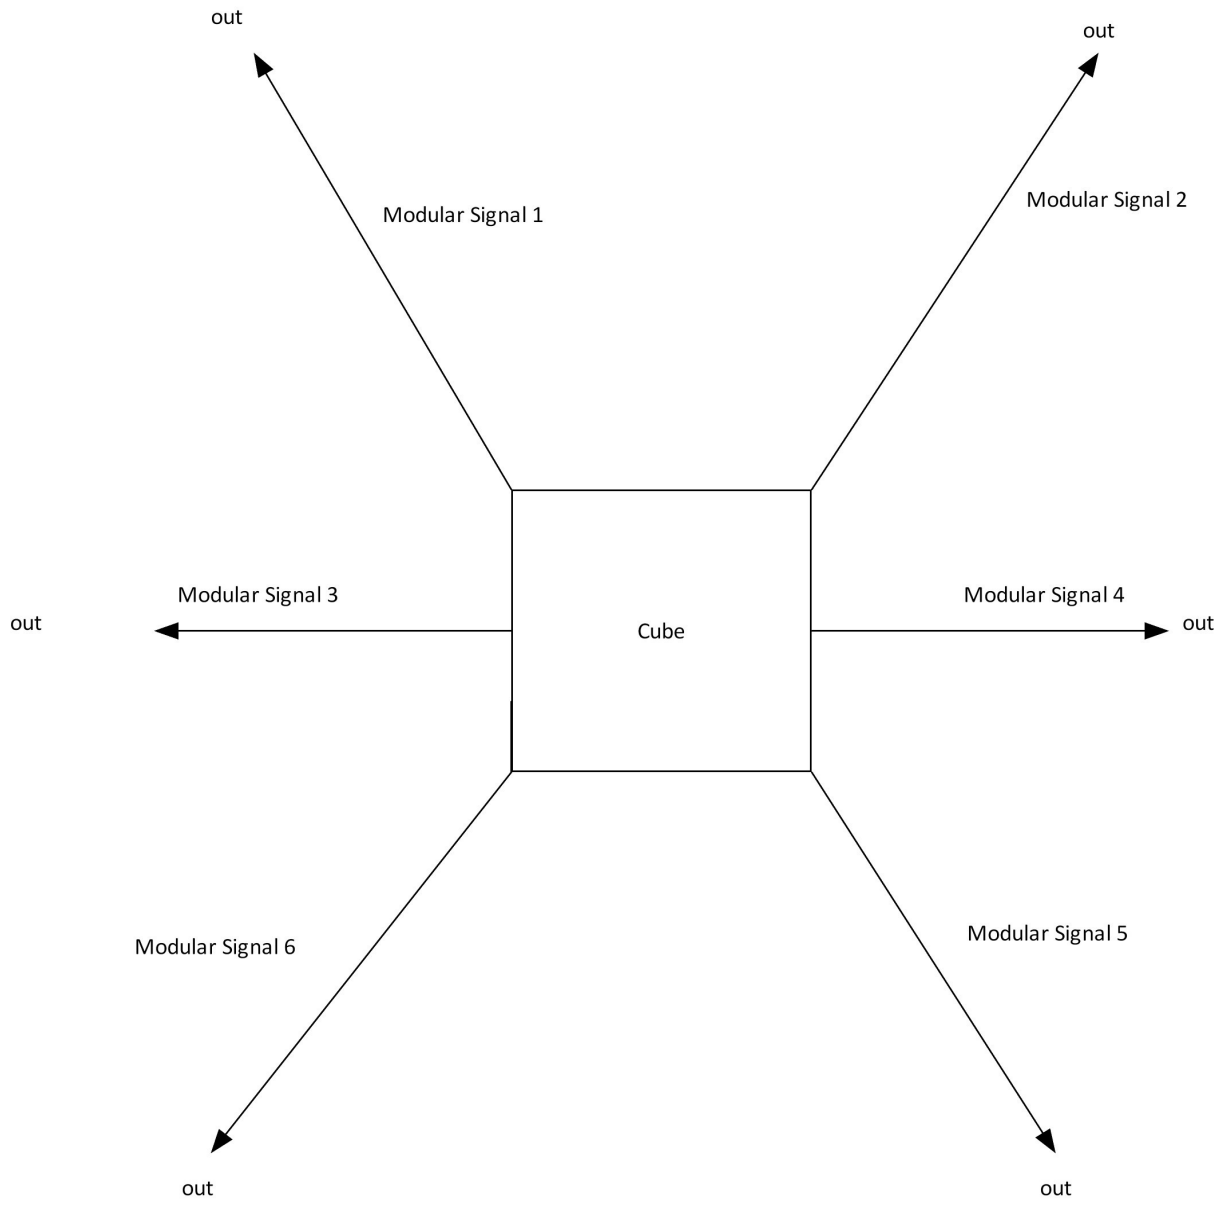 out
out
Modular Signal 1
Modular Signal 2
Modular Signal 3
Modular Signal 4
out
out
Cube
Modular Signal 6
Modular Signal 5
out
out